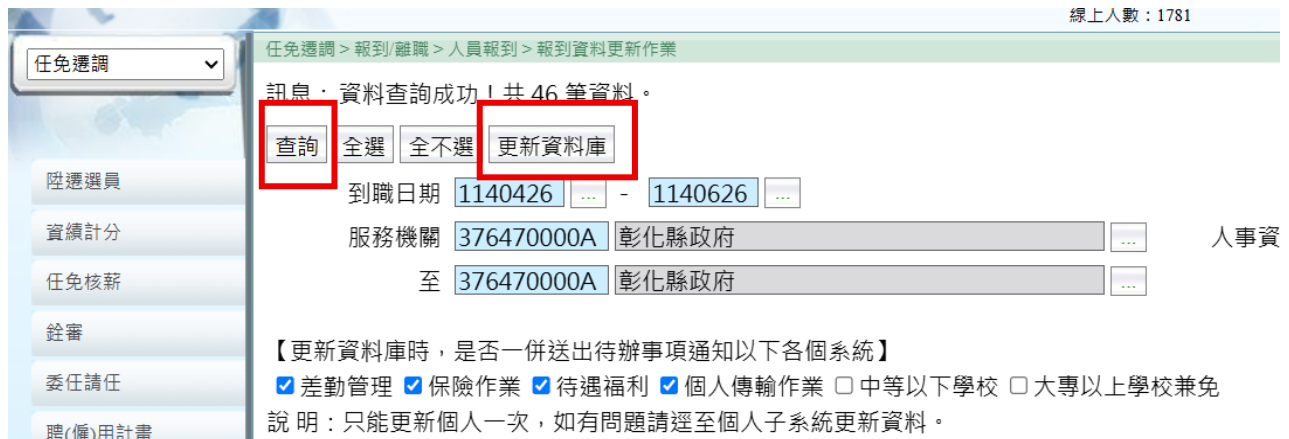 線上人數：1781
任免遷調
任免遷調 > 報到/離職 > 人員報到 > 報到資料更新作業
訊息： 資料查詢成功！共 46 筆資料。
查詢 全選 全不選 更新資料庫
陞遷選員
到職日期 1140426 ... - 1140626 ...
資績計分
服務機關 376470000A 彰化縣政府 ... 人事資
任免核薪
至 376470000A 彰化縣政府 ...
銓審
【更新資料庫時，是否一併送出待辦事項通知以下各個系統】
委任請任
差勤管理 保險作業 待遇福利 個人傳輸作業 中等以下學校 大專以上學校兼免
說 明：只能更新個人一次，如有問題請逕至個人子系統更新資料。
聘(僱)用計畫